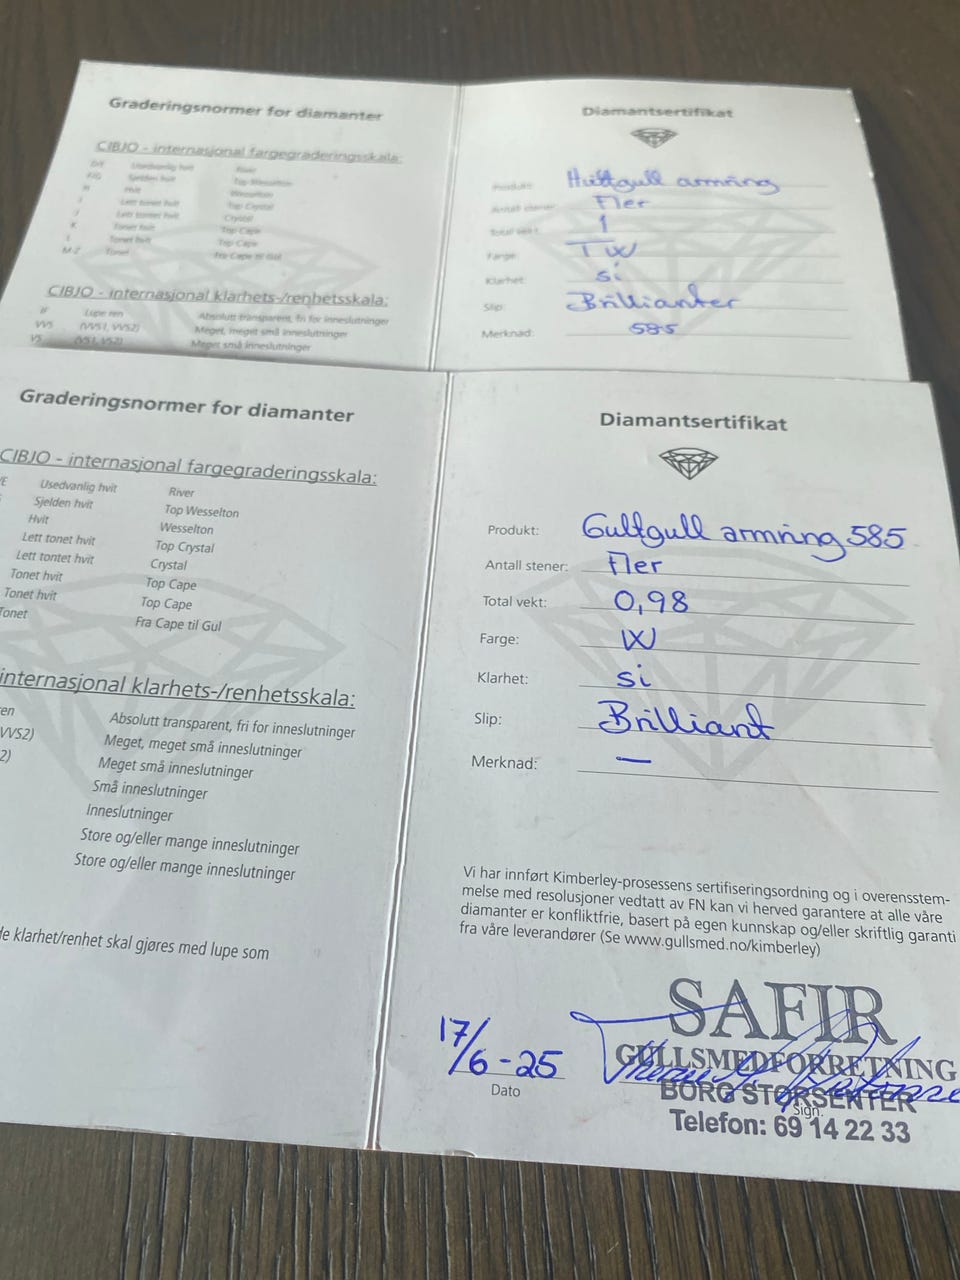 Graderingsnormer for diamanter
CIBJO - internasjonal fargegraderingsskala:
D/E Usedvanlig hvit River
F/G Sjelden hvit Top Wesselton
H Hvit Wesselton
I Lett tonet hvit Top Crystal
J Lett tontet hvit Crystal
K Tonet hvit Top Cape
L Tonet hvit Top Cape
M-Z Tonet Fra Cape til Gul
CIBJO - internasjonal klarhets-/renhetsskala:
IF Lupe ren Absolutt transparent, fri for inneslutninger
VVS (VVS1, VVS2) Meget, meget små inneslutninger
VS (VS1, VS2) Meget små inneslutninger
Diamantsertifikat
Produkt: Hvittgull armring
Antall stener: Fler
Total vekt: 1
Farge: TW
Klarhet: si
Slip: Brillianter
Merknad: 585
Graderingsnormer for diamanter
CIBJO - internasjonal fargegraderingsskala:
/E Usedvanlig hvit River
Sjelden hvit Top Wesselton
Hvit Wesselton
Lett tonet hvit Top Crystal
Lett tontet hvit Crystal
Tonet hvit Top Cape
Tonet hvit Top Cape
Tonet Fra Cape til Gul
internasjonal klarhets-/renhetsskala:
en Absolutt transparent, fri for inneslutninger
VVS2) Meget, meget små inneslutninger
2) Meget små inneslutninger
Små inneslutninger
Inneslutninger
Store og/eller mange inneslutninger
Store og/eller mange inneslutninger
de klarhet/renhet skal gjøres med lupe som
Diamantsertifikat
Produkt: Gultgull armring 585
Antall stener: Fler
Total vekt: 0,98
Farge: W
Klarhet: si
Slip: Brilliant
Merknad: —
Vi har innført Kimberley-prosessens sertifiseringsordning og i overensstem-
melse med resolusjoner vedtatt av FN kan vi herved garantere at alle våre
diamanter er konfliktfrie, basert på egen kunnskap og/eller skriftlig garanti
fra våre leverandører (Se www.gullsmed.no/kimberley)
17/6-25
Dato
SAFIR
GULLSMEDFORRETNING
BORG STORSENTER
Sign.
Telefon: 69 14 22 33